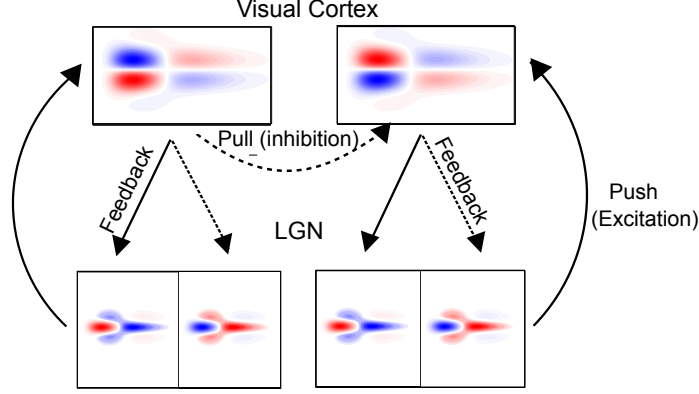 Visual Cortex
Pull (inhibition)
Feedback
Feedback
LGN
Push
(Excitation)